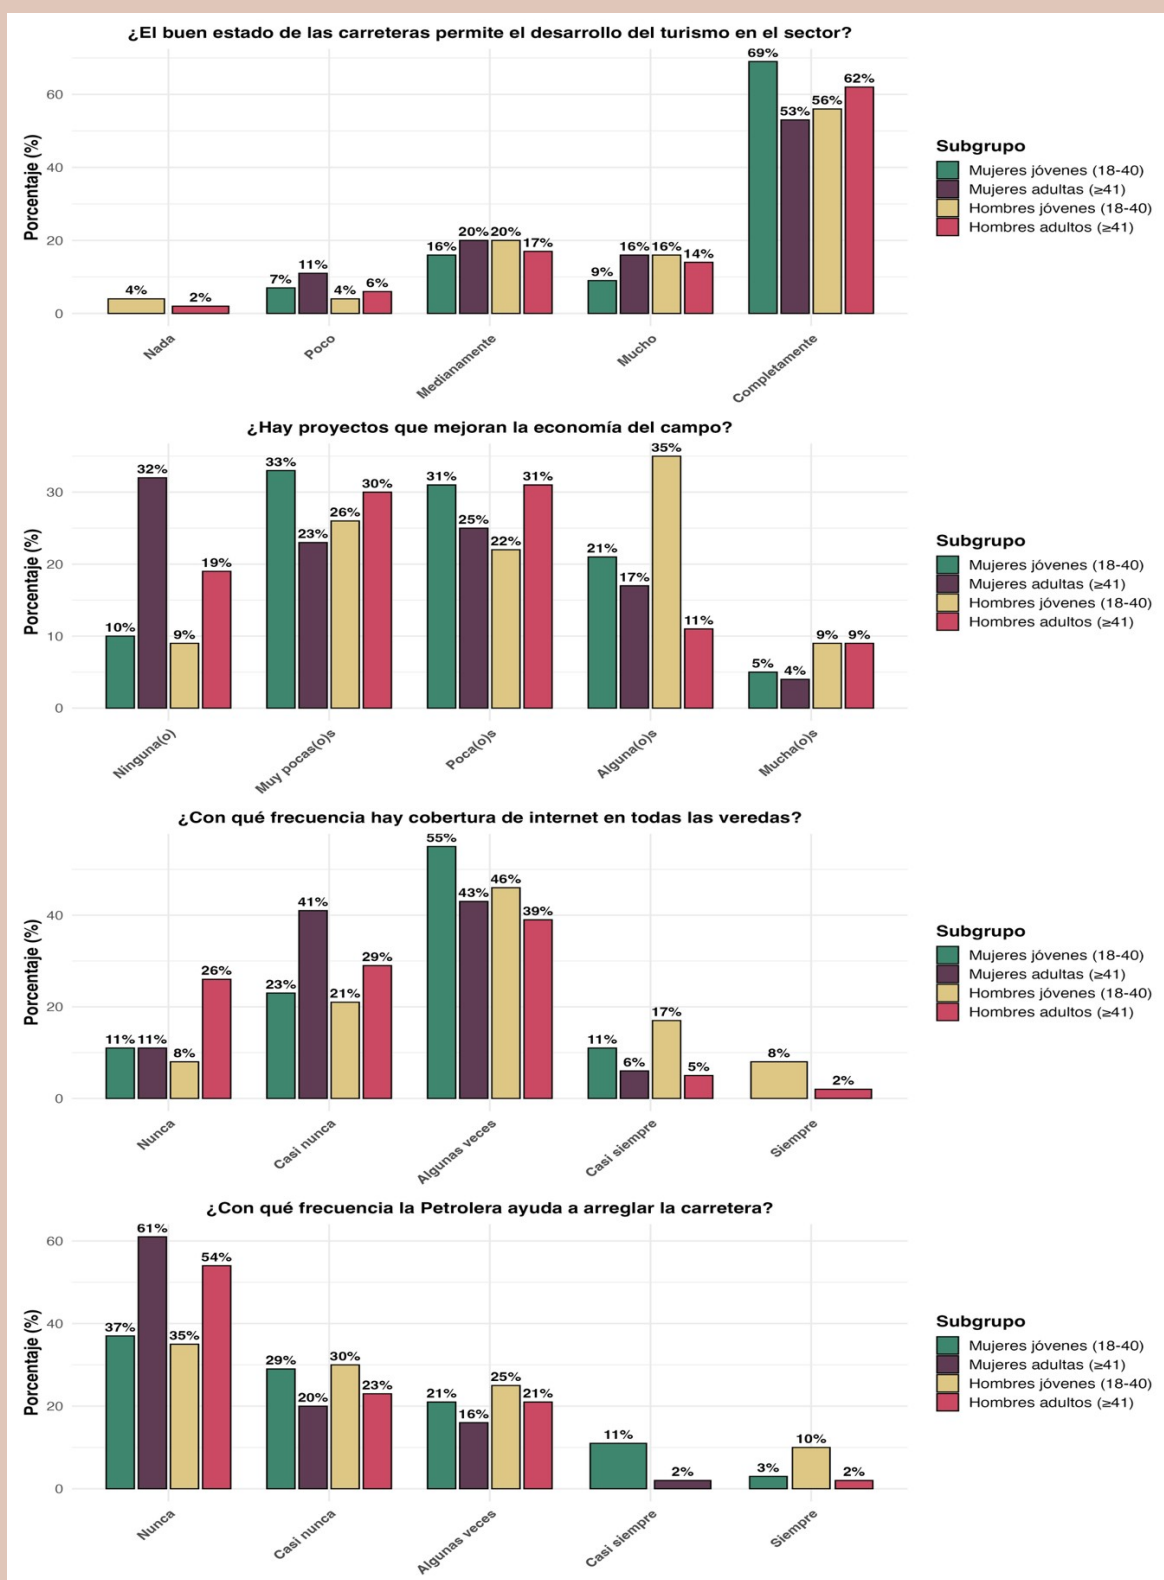 ¿El buen estado de las carreteras permite el desarrollo del turismo en el sector?
Porcentaje (%)
60
40
20
0
4%
2%
7%
11%
4%
6%
16%
20%
20%
17%
9%
16%
16%
14%
69%
53%
56%
62%
Nada
Poco
Medianamente
Mucho
Completamente
Subgrupo
Mujeres jóvenes (18-40)
Mujeres adultas (≥41)
Hombres jóvenes (18-40)
Hombres adultos (≥41)
¿Hay proyectos que mejoran la economía del campo?
Porcentaje (%)
30
20
10
0
10%
32%
9%
19%
33%
23%
26%
30%
31%
25%
22%
31%
21%
17%
35%
11%
5%
4%
9%
9%
Ninguna(o)
Muy pocas(o)s
Poca(o)s
Alguna(o)s
Mucha(o)s
Subgrupo
Mujeres jóvenes (18-40)
Mujeres adultas (≥41)
Hombres jóvenes (18-40)
Hombres adultos (≥41)
¿Con qué frecuencia hay cobertura de internet en todas las veredas?
Porcentaje (%)
40
20
0
11%
11%
8%
26%
23%
41%
21%
29%
55%
43%
46%
39%
11%
6%
17%
5%
8%
2%
Nunca
Casi nunca
Algunas veces
Casi siempre
Siempre
Subgrupo
Mujeres jóvenes (18-40)
Mujeres adultas (≥41)
Hombres jóvenes (18-40)
Hombres adultos (≥41)
¿Con qué frecuencia la Petrolera ayuda a arreglar la carretera?
Porcentaje (%)
60
40
20
0
37%
61%
35%
54%
29%
20%
30%
23%
21%
16%
25%
21%
11%
2%
3%
10%
2%
Nunca
Casi nunca
Algunas veces
Casi siempre
Siempre
Subgrupo
Mujeres jóvenes (18-40)
Mujeres adultas (≥41)
Hombres jóvenes (18-40)
Hombres adultos (≥41)